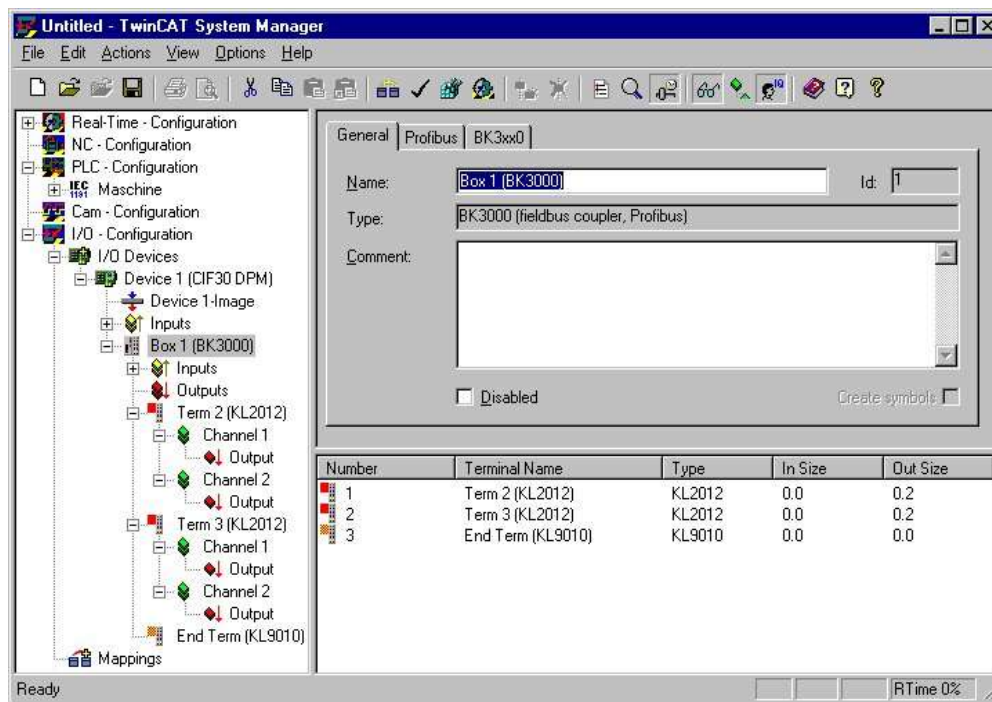 Untitled - TwinCAT System Manager
File Edit Actions View Options Help
Real-Time - Configuration
NC - Configuration
PLC - Configuration
IEC 1131 Maschine
Cam - Configuration
I/O - Configuration
I/O Devices
Device 1 (CIF30 DPM)
Device 1-Image
Inputs
Box 1 (BK3000)
Inputs
Outputs
Term 2 (KL2012)
Channel 1
Output
Channel 2
Output
Term 3 (KL2012)
Channel 1
Output
Channel 2
Output
End Term (KL9010)
Mappings
General Profibus BK3xx0
Name: Box 1 (BK3000) Id: 1
Type: BK3000 (fieldbus coupler, Profibus)
Comment:
Disabled Create symbols
Number Terminal Name Type In Size Out Size
1 Term 2 (KL2012) KL2012 0.0 0.2
2 Term 3 (KL2012) KL2012 0.0 0.2
3 End Term (KL9010) KL9010 0.0 0.0
Ready RTime 0%